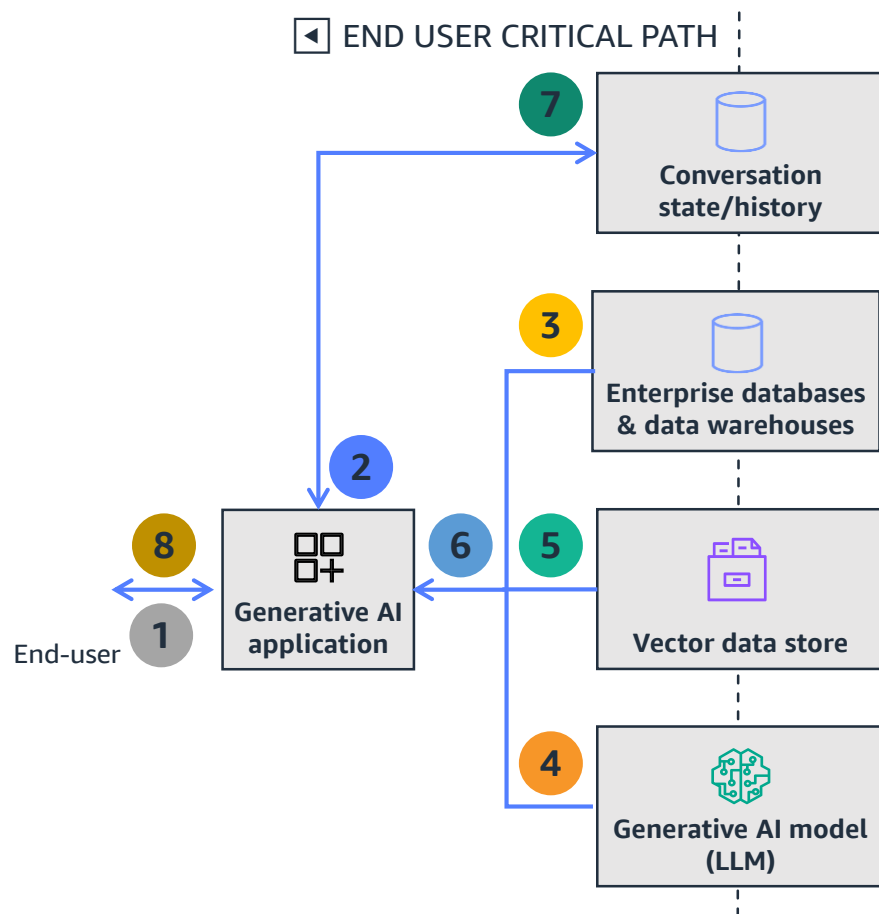 END USER CRITICAL PATH
7
Conversation
state/history
3
Enterprise databases
& data warehouses
2
8
6
5
Generative AI
application
1
End-user
Vector data store
4
Generative AI model
(LLM)